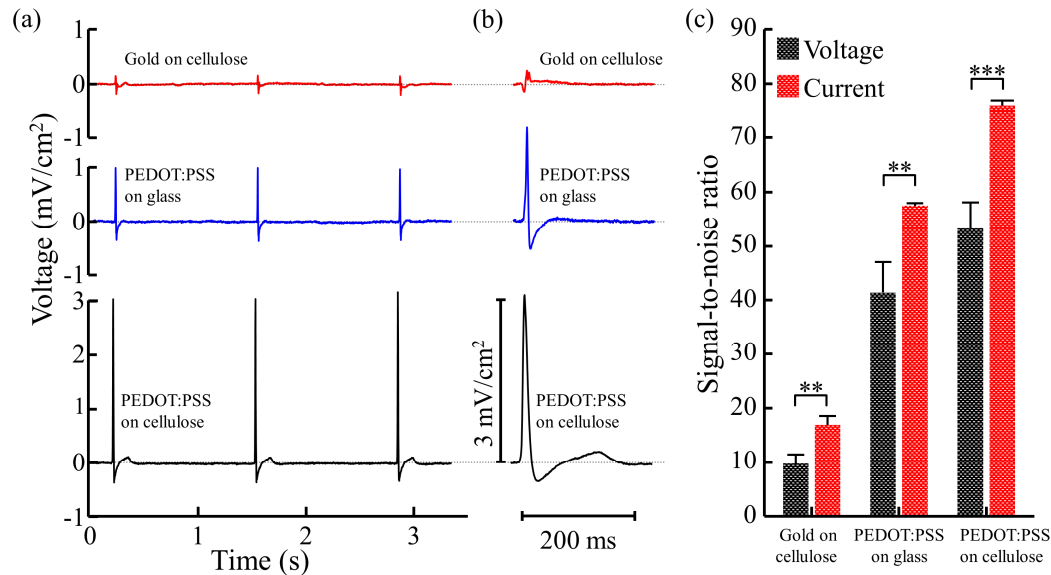 (a)
(b)
(c)
Voltage (mV/cm²)
1
0
-1
Gold on cellulose
1
0
-1
PEDOT:PSS
on glass
3
2
1
0
-1
PEDOT:PSS
on cellulose
0
1
2
3
Time (s)
Gold on cellulose
PEDOT:PSS
on glass
3 mV/cm²
PEDOT:PSS
on cellulose
200 ms
Signal-to-noise ratio
90
80
70
60
50
40
30
20
10
0
Voltage
Current
**
**
***
Gold on
cellulose
PEDOT:PSS
on glass
PEDOT:PSS
on cellulose